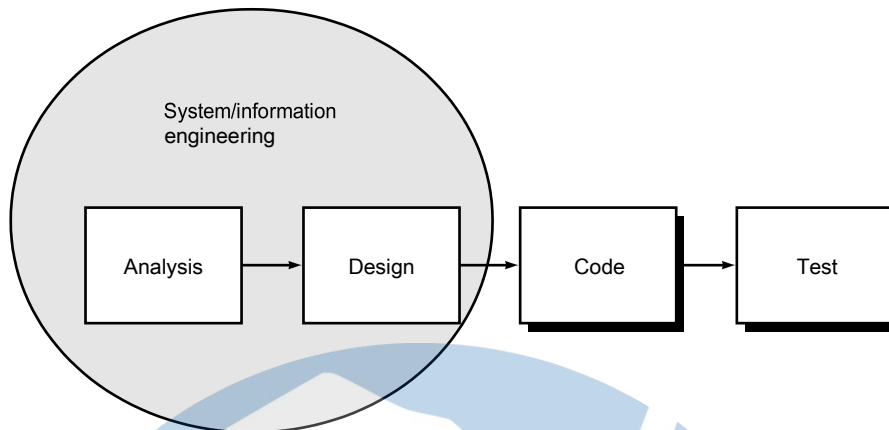 System/information
engineering
Analysis
Design
Code
Test